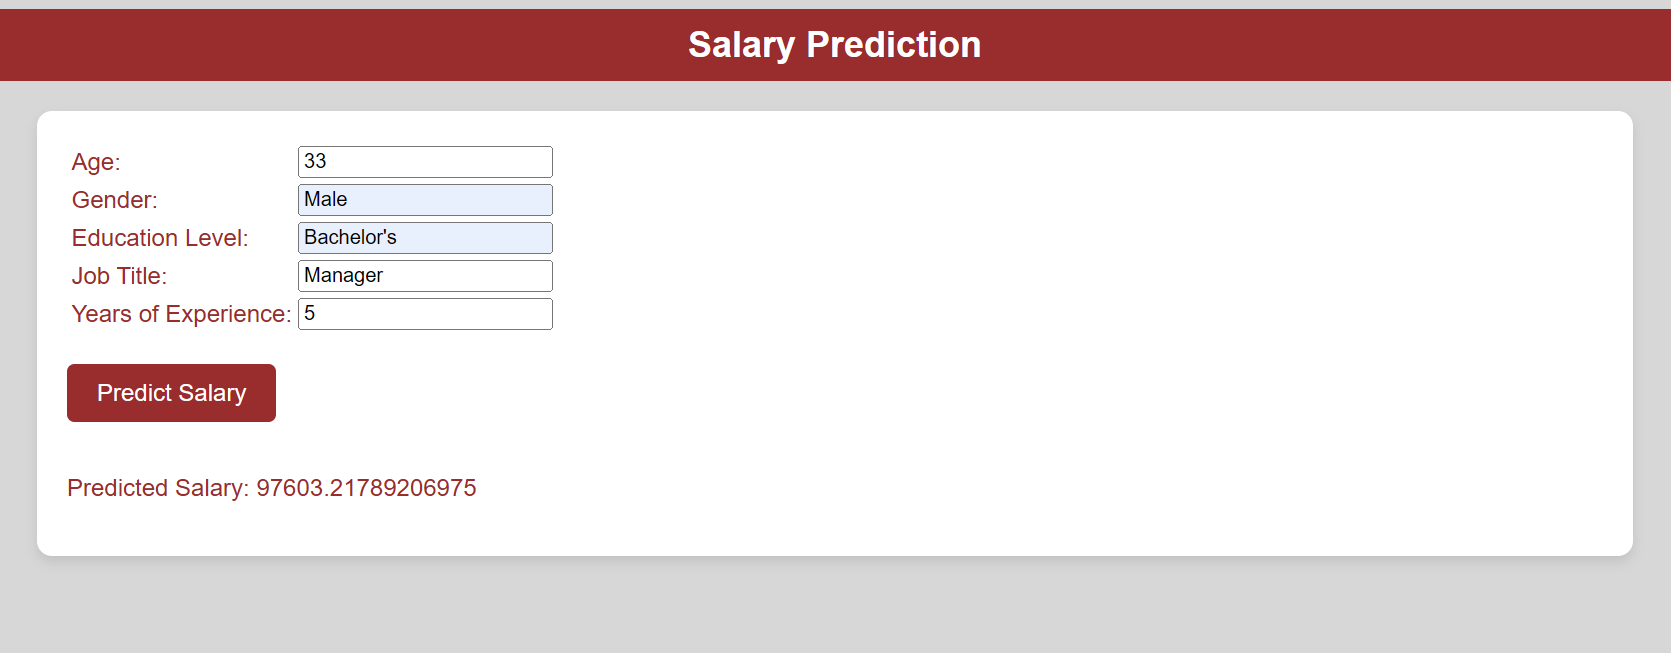 Salary Prediction
Age: 33
Gender: Male
Education Level: Bachelor's
Job Title: Manager
Years of Experience: 5
Predict Salary
Predicted Salary: 97603.21789206975